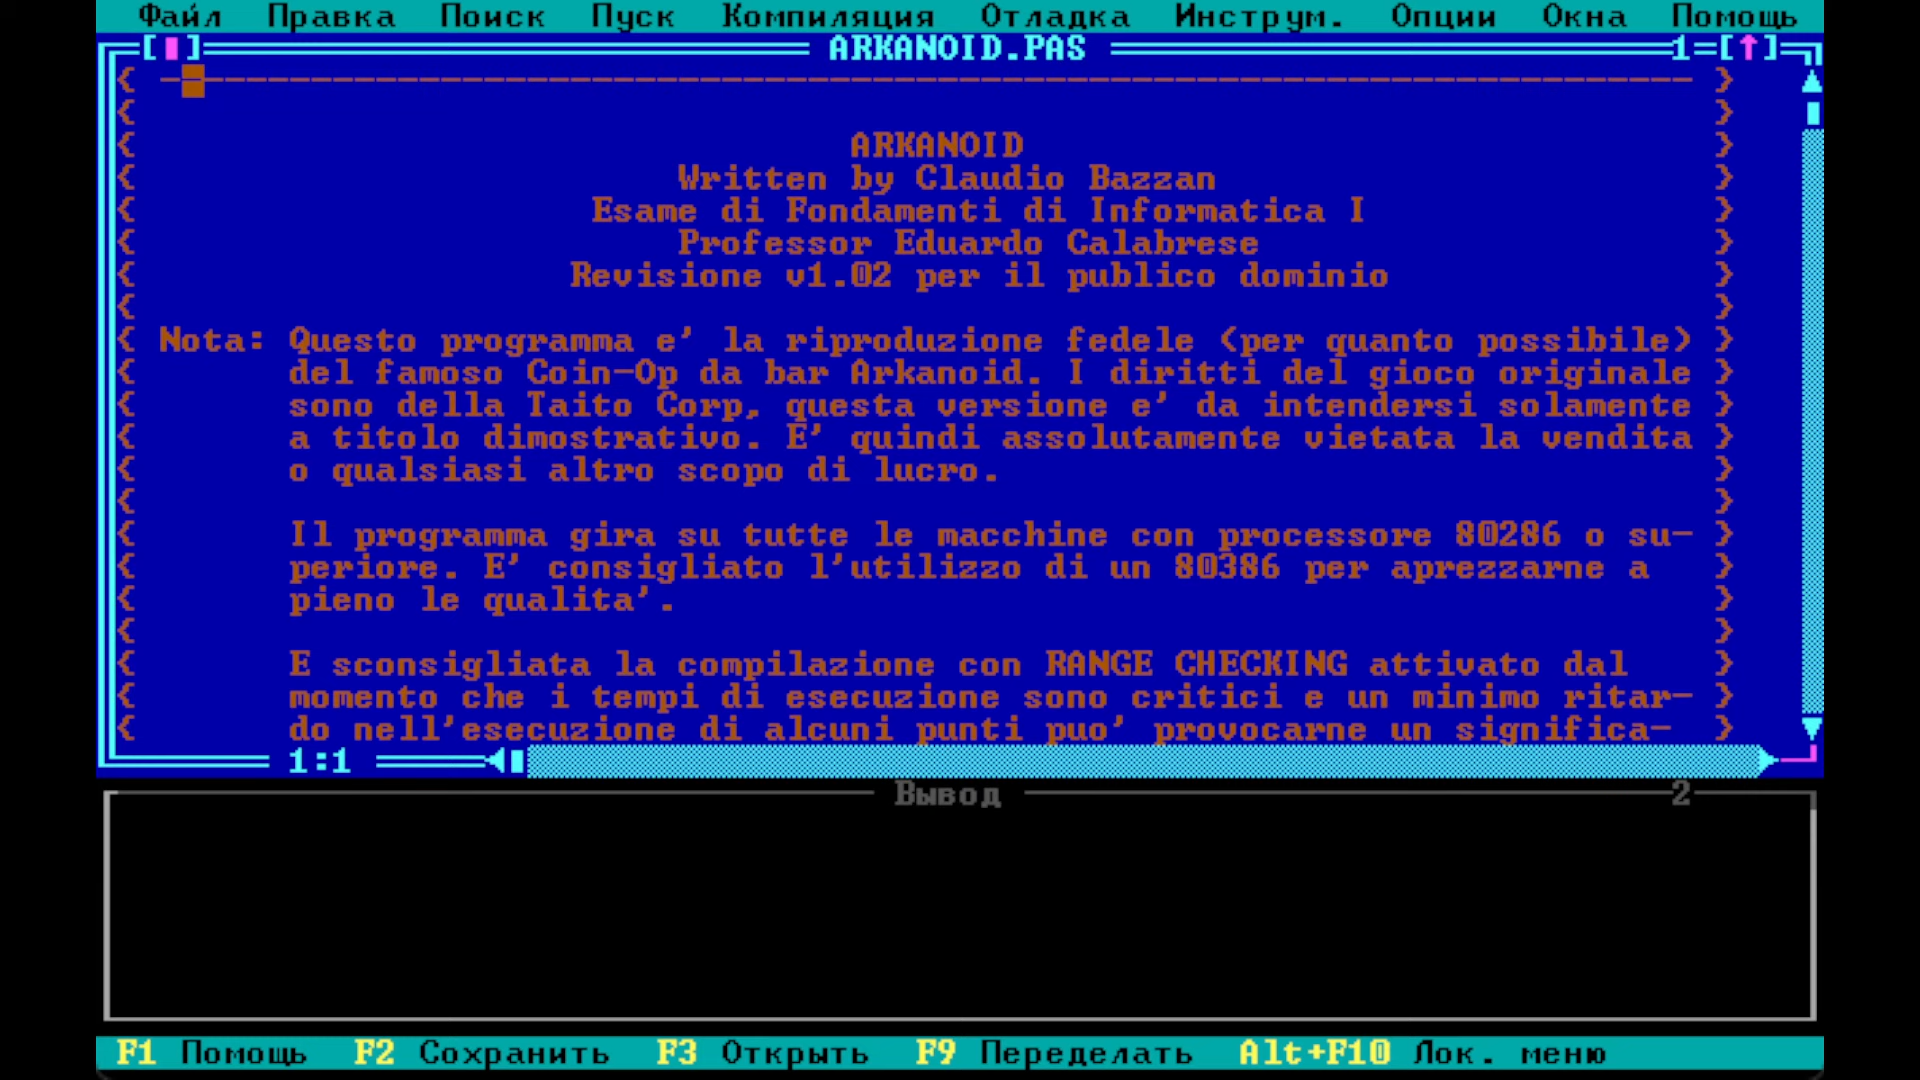 Файл Правка Поиск Пуск Компиляция Отладка Инструм. Опции Окна Помощь
[▮] ARKANOID.PAS 1=[↑]
{ ----------------------------------------------------------------------- }
{ }
{ ARKANOID }
{ Written by Claudio Bazzan }
{ Esame di Fondamenti di Informatica I }
{ Professor Eduardo Calabrese }
{ Revisione v1.02 per il publico dominio }
{ }
{ Nota: Questo programma e' la riproduzione fedele (per quanto possibile) }
{ del famoso Coin-Op da bar Arkanoid. I diritti del gioco originale }
{ sono della Taito Corp, questa versione e' da intendersi solamente }
{ a titolo dimostrativo. E' quindi assolutamente vietata la vendita }
{ o qualsiasi altro scopo di lucro. }
{ }
{ Il programma gira su tutte le macchine con processore 80286 o su- }
{ periore. E' consigliato l'utilizzo di un 80386 per aprezzarne a }
{ pieno le qualita'. }
{ }
{ E sconsigliata la compilazione con RANGE CHECKING attivato dal }
{ momento che i tempi di esecuzione sono critici e un minimo ritar- }
{ do nell'esecuzione di alcuni punti puo' provocarne un significa- }
1:1
Вывод 2
F1 Помощь F2 Сохранить F3 Открыть F9 Переделать Alt+F10 Лок. меню